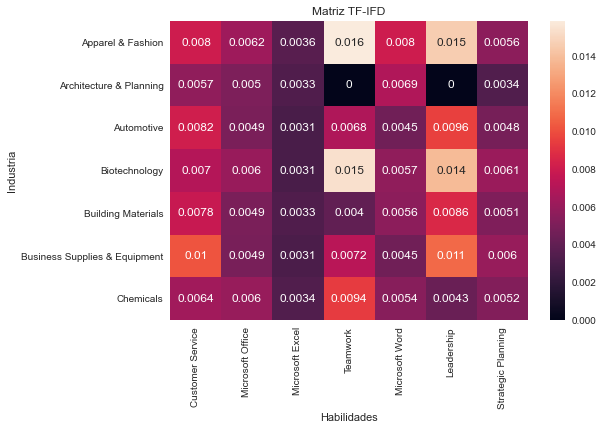 Matriz TF-IFD
Industria
Apparel & Fashion 0.008 0.0062 0.0036 0.016 0.008 0.015 0.0056
Architecture & Planning 0.0057 0.005 0.0033 0 0.0069 0 0.0034
Automotive 0.0082 0.0049 0.0031 0.0068 0.0045 0.0096 0.0048
Biotechnology 0.007 0.006 0.0031 0.015 0.0057 0.014 0.0061
Building Materials 0.0078 0.0049 0.0033 0.004 0.0056 0.0086 0.0051
Business Supplies & Equipment 0.01 0.0049 0.0031 0.0072 0.0045 0.011 0.006
Chemicals 0.0064 0.006 0.0034 0.0094 0.0054 0.0043 0.0052
Customer Service
Microsoft Office
Microsoft Excel
Teamwork
Microsoft Word
Leadership
Strategic Planning
Habilidades
0.014
0.012
0.010
0.008
0.006
0.004
0.002
0.000